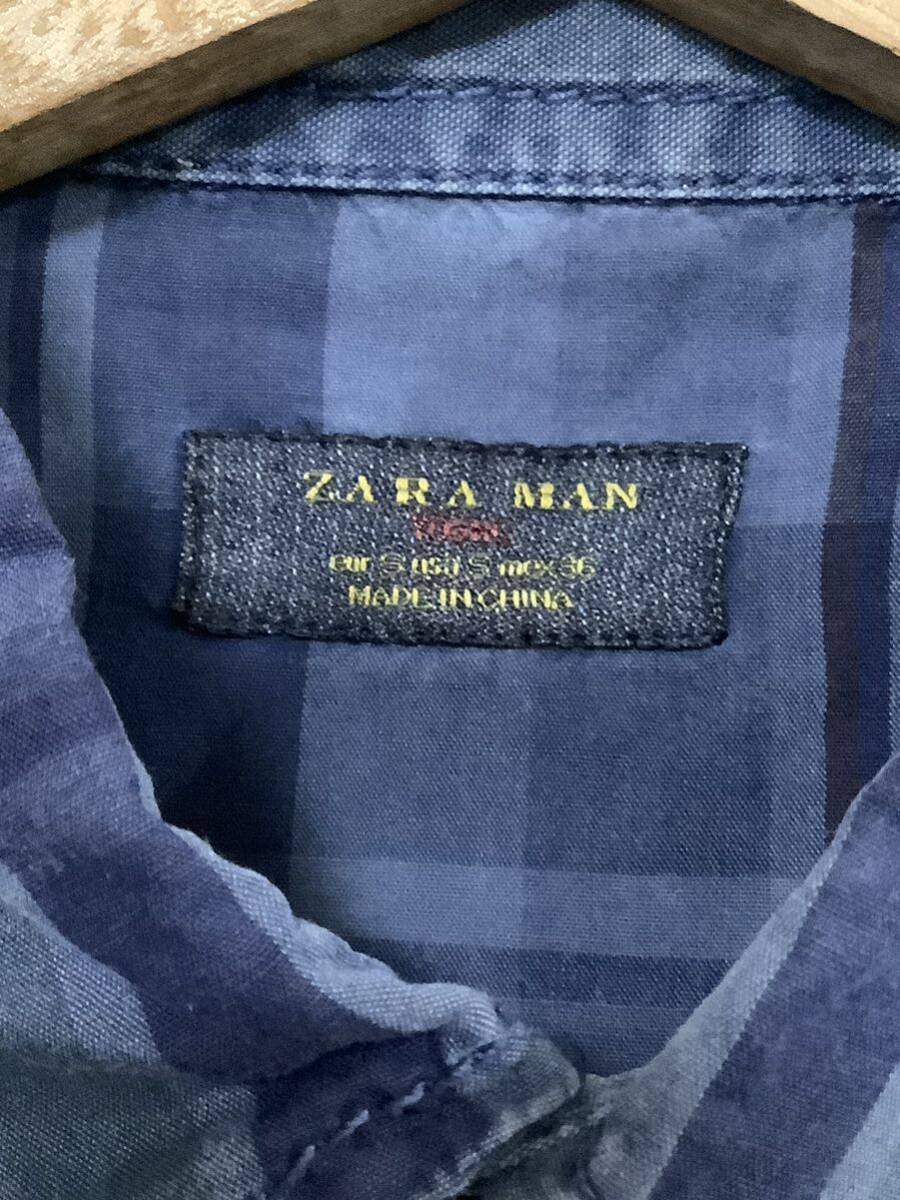 ZARA MAN
eur S usa S mex 36
MADE IN CHINA